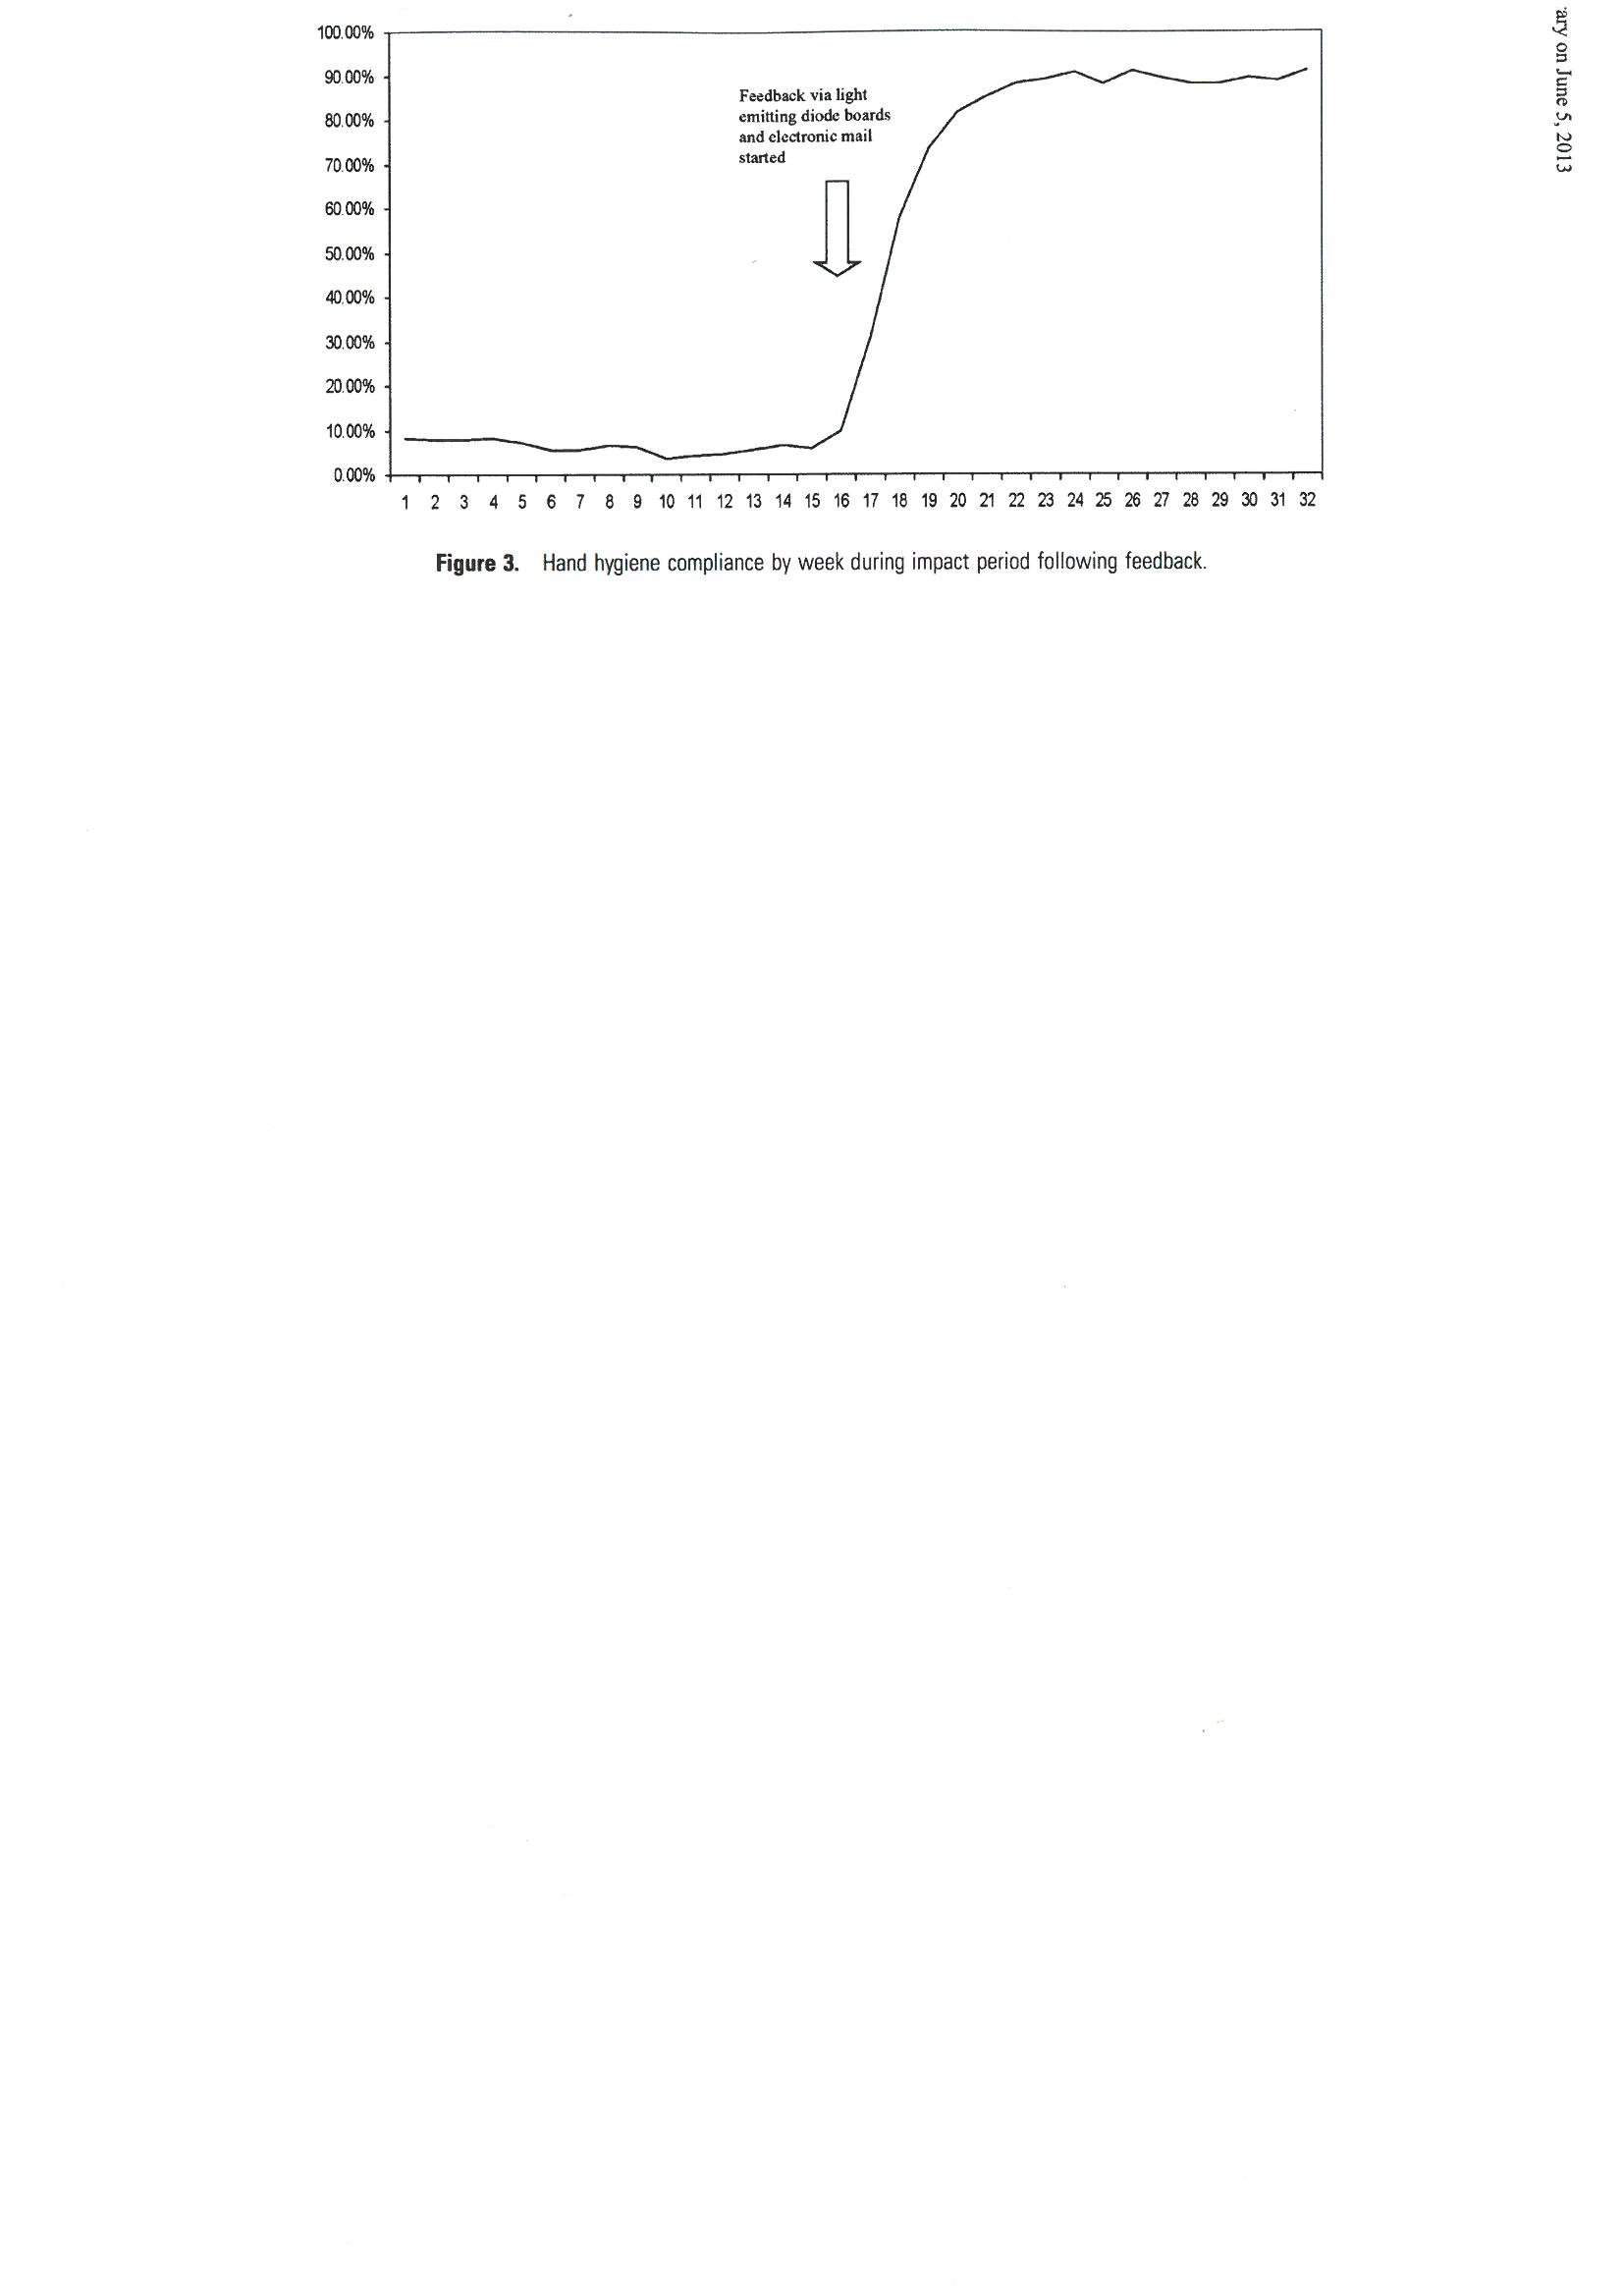 100.00%
90.00%
80.00%
70.00%
60.00%
50.00%
40.00%
30.00%
20.00%
10.00%
0.00%
Feedback via light
emitting diode boards
and electronic mail
started
1 2 3 4 5 6 7 8 9 10 11 12 13 14 15 16 17 18 19 20 21 22 23 24 25 26 27 28 29 30 31 32
Figure 3. Hand hygiene compliance by week during impact period following feedback.
ary on June 5, 2013